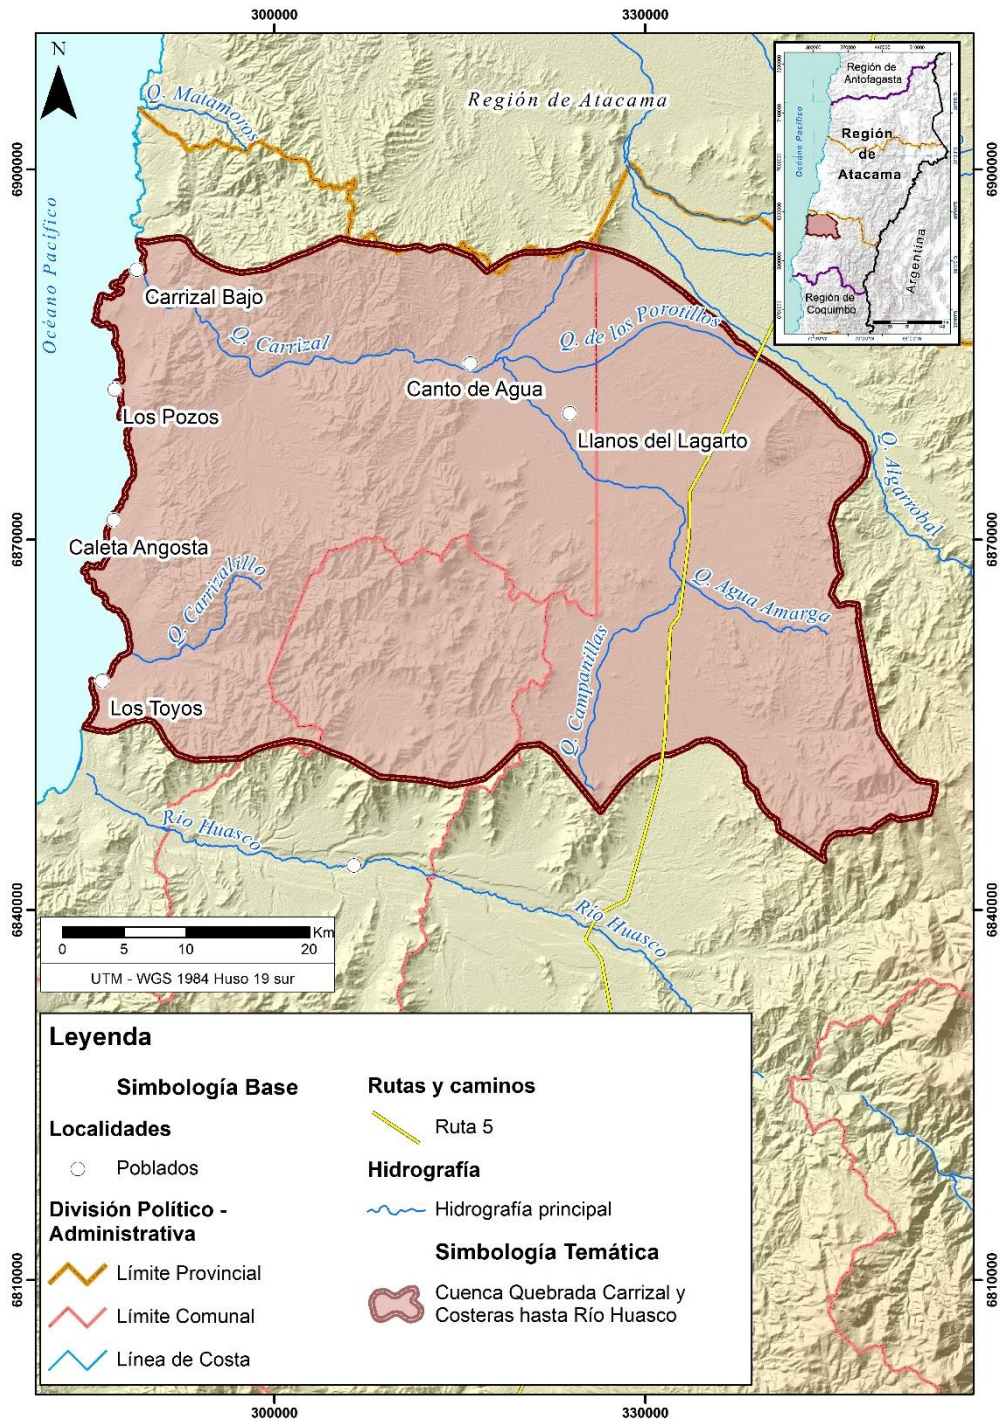 300000
330000
N
Q. Matamoros
Región de Atacama
6900000
6900000
Océano Pacífico
Región de
Antofagasta
Océano Pacífico
Región
de
Atacama
Argentina
Región de
Coquimbo
Carrizal Bajo
Q. Carrizal
Q. de los Porotillos
Canto de Agua
Los Pozos
Llanos del Lagarto
Q. Algarrobal
6870000
6870000
Caleta Angosta
Q. Carrizalillo
Q. Agua Amarga
Q. Campanillas
Los Toyos
Río Huasco
Río Huasco
6840000
6840000
0 5 10 20 Km
UTM - WGS 1984 Huso 19 sur
Leyenda
Simbología Base
Localidades
Poblados
División Político -
Administrativa
Límite Provincial
Límite Comunal
Línea de Costa
Rutas y caminos
Ruta 5
Hidrografía
Hidrografía principal
Simbología Temática
Cuenca Quebrada Carrizal y
Costeras hasta Río Huasco
6810000
6810000
300000
330000